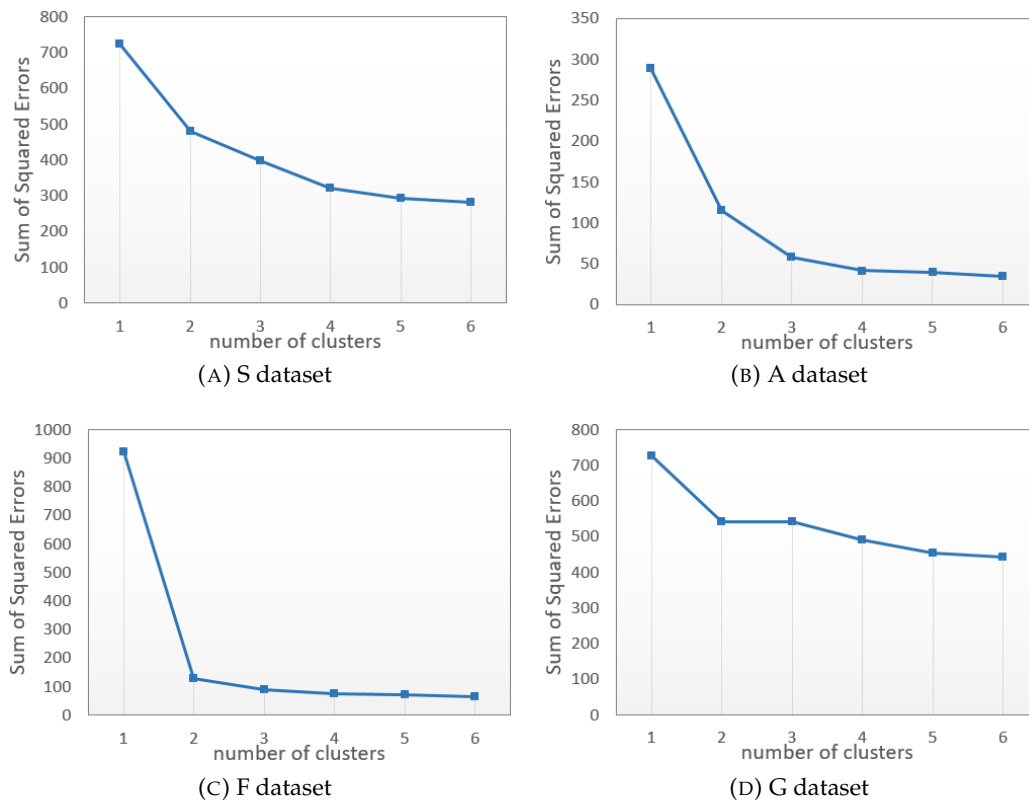 Sum of Squared Errors
800
700
600
500
400
300
200
100
0
1 2 3 4 5 6
number of clusters
(A) S dataset
Sum of Squared Errors
350
300
250
200
150
100
50
0
1 2 3 4 5 6
number of clusters
(B) A dataset
Sum of Squared Errors
1000
900
800
700
600
500
400
300
200
100
0
1 2 3 4 5 6
number of clusters
(C) F dataset
Sum of Squared Errors
800
700
600
500
400
300
200
100
0
1 2 3 4 5 6
number of clusters
(D) G dataset